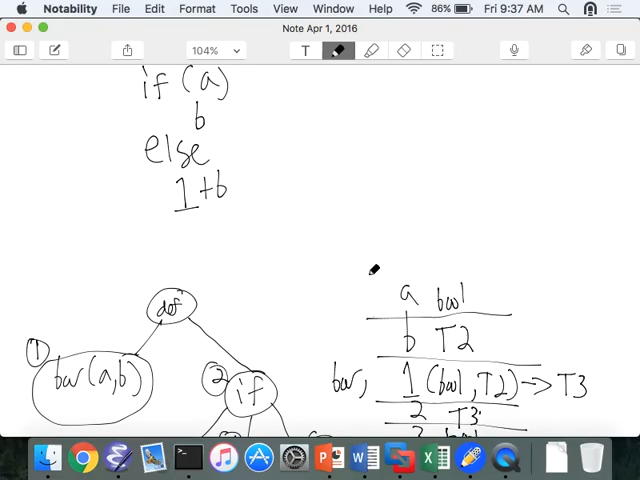 Notability File Edit Format Tools Window Help 86% Fri 9:37 AM
Note Apr 1, 2016
104% T
if (a)
b
else
1+b
def
1
bar(a,b)
2
if
a bool
b T2
bar, 1 (bool, T2) -> T3
2 T3